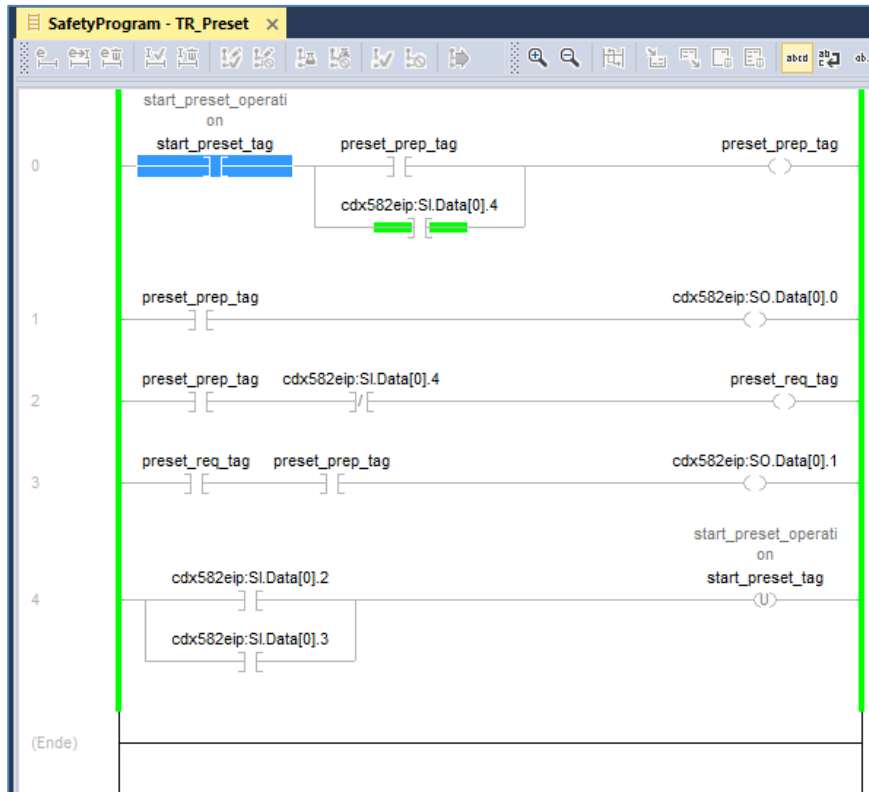 SafetyProgram - TR_Preset ×
abcd
start_preset_operati
on
start_preset_tag preset_prep_tag preset_prep_tag
0
cdx582eip:SI.Data[0].4
preset_prep_tag cdx582eip:SO.Data[0].0
1
preset_prep_tag cdx582eip:SI.Data[0].4 preset_req_tag
2
preset_req_tag preset_prep_tag cdx582eip:SO.Data[0].1
3
start_preset_operati
on
cdx582eip:SI.Data[0].2 start_preset_tag
4 U
cdx582eip:SI.Data[0].3
(Ende)